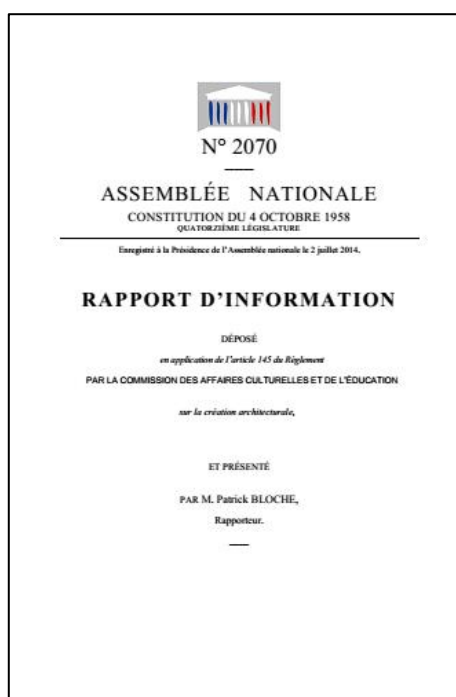 N° 2070
ASSEMBLÉE NATIONALE
CONSTITUTION DU 4 OCTOBRE 1958
QUATORZIÈME LÉGISLATURE
Enregistré à la Présidence de l'Assemblée nationale le 2 juillet 2014.
RAPPORT D'INFORMATION
DÉPOSÉ
en application de l'article 145 du Règlement
PAR LA COMMISSION DES AFFAIRES CULTURELLES ET DE L'ÉDUCATION
sur la création architecturale,
ET PRÉSENTÉ
PAR M. Patrick BLOCHE,
Rapporteur.